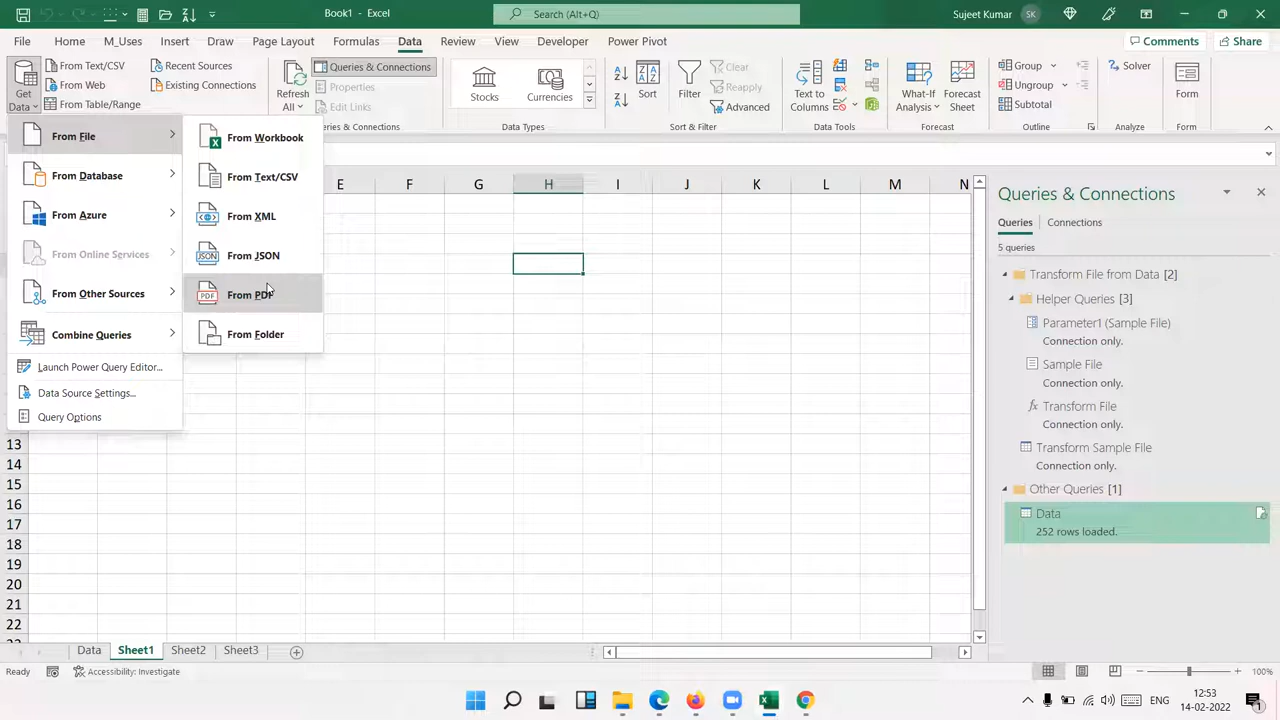 Book1 - Excel
Search (Alt+Q)
Sujeet Kumar
SK
File
Home
M_Uses
Insert
Draw
Page Layout
Formulas
Data
Review
View
Developer
Help
Power Pivot
Comments
Share
Get
Data
From Text/CSV
From Web
From Table/Range
Recent Sources
Existing Connections
Refresh
All
Queries & Connections
Properties
Edit Links
Queries & Connections
Stocks
Currencies
Data Types
Sort
Filter
Clear
Reapply
Advanced
Sort & Filter
Text to
Columns
Data Tools
What-If
Analysis
Forecast
Sheet
Forecast
Group
Ungroup
Subtotal
Outline
Solver
Analyze
Form
Form
From File
From Database
From Azure
From Online Services
From Other Sources
Combine Queries
Launch Power Query Editor...
Data Source Settings...
Query Options
From Workbook
From Text/CSV
From XML
From JSON
From PDF
From Folder
E F G H I J K L M N
13
14
15
16
17
18
19
20
21
22
Queries & Connections
Queries
Connections
5 queries
Transform File from Data [2]
Helper Queries [3]
Parameter1 (Sample File)
Connection only.
Sample File
Connection only.
Transform File
Connection only.
Transform Sample File
Connection only.
Other Queries [1]
Data
252 rows loaded.
Data
Sheet1
Sheet2
Sheet3
Ready
Accessibility: Investigate
100%
ENG
12:53
14-02-2022